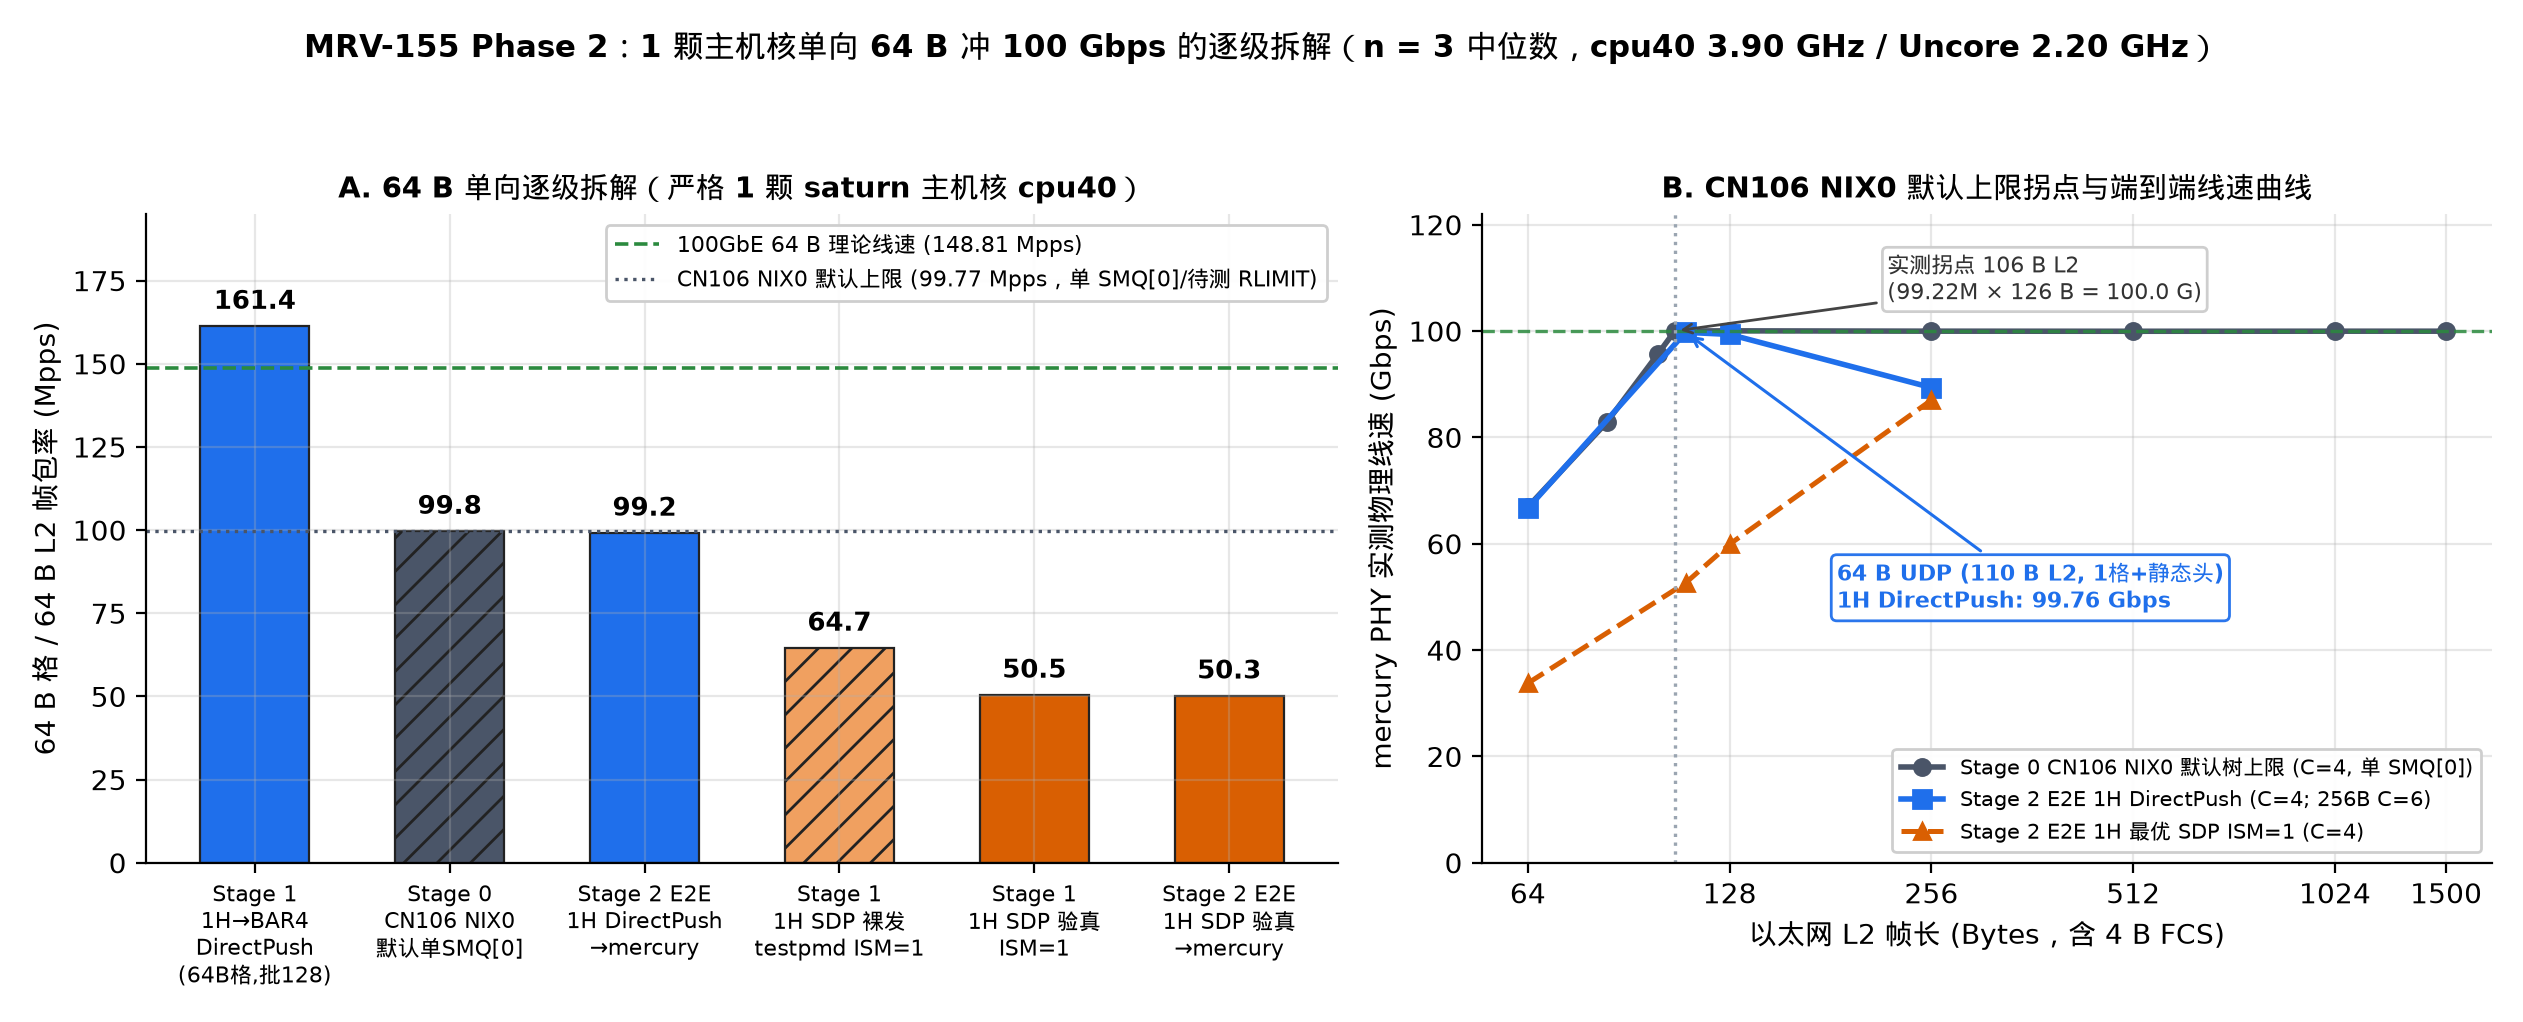 MRV-155 Phase 2：1 颗主机核单向 64 B 冲 100 Gbps 的逐级拆解（n = 3 中位数，cpu40 3.90 GHz / Uncore 2.20 GHz）
A. 64 B 单向逐级拆解（严格 1 颗 saturn 主机核 cpu40）
64 B 格 / 64 B L2 帧包率 (Mpps)
175
150
125
100
75
50
25
0
100GbE 64 B 理论线速 (148.81 Mpps)
CN106 NIX0 默认上限 (99.77 Mpps，单 SMQ[0]/待测 RLIMIT)
161.4
99.8
99.2
64.7
50.5
50.3
Stage 1
1H→BAR4
DirectPush
(64B格,批128)
Stage 0
CN106 NIX0
默认单SMQ[0]
Stage 2 E2E
1H DirectPush
→mercury
Stage 1
1H SDP 裸发
testpmd ISM=1
Stage 1
1H SDP 验真
ISM=1
Stage 2 E2E
1H SDP 验真
→mercury
B. CN106 NIX0 默认上限拐点与端到端线速曲线
mercury PHY 实测物理线速 (Gbps)
120
100
80
60
40
20
0
实测拐点 106 B L2
(99.22M × 126 B = 100.0 G)
64 B UDP (110 B L2, 1格+静态头)
1H DirectPush: 99.76 Gbps
Stage 0 CN106 NIX0 默认树上限 (C=4, 单 SMQ[0])
Stage 2 E2E 1H DirectPush (C=4; 256B C=6)
Stage 2 E2E 1H 最优 SDP ISM=1 (C=4)
64
128
256
512
1024
1500
以太网 L2 帧长 (Bytes，含 4 B FCS)